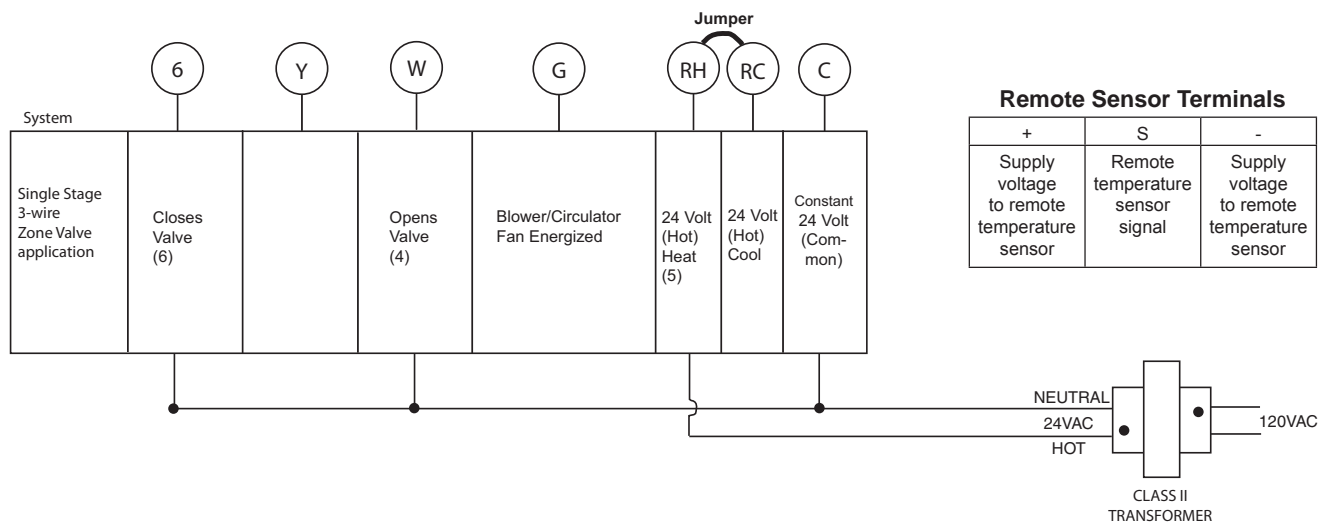 Jumper
6
Y
W
G
RH
RC
C
System
Single Stage
3-wire
Zone Valve
application
Closes
Valve
(6)
Opens
Valve
(4)
Blower/Circulator
Fan Energized
24 Volt
(Hot)
Heat
(5)
24 Volt
(Hot)
Cool
Constant
24 Volt
(Com-
mon)
Remote Sensor Terminals
+
S
-
Supply
voltage
to remote
temperature
sensor
Remote
temperature
sensor
signal
Supply
voltage
to remote
temperature
sensor
NEUTRAL
24VAC
HOT
120VAC
CLASS II
TRANSFORMER